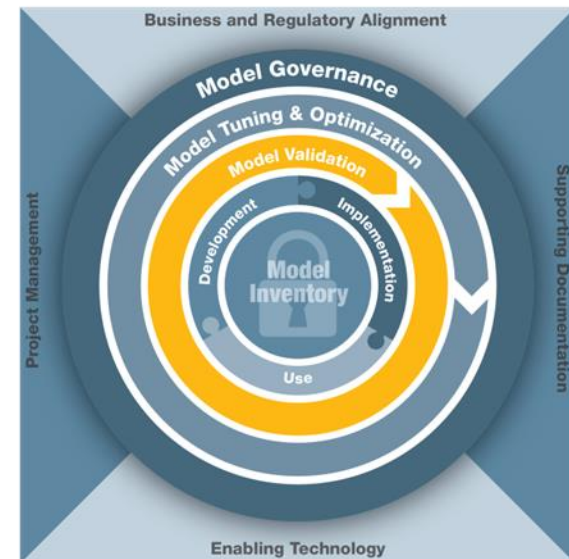 Business and Regulatory Alignment
Model Governance
Model Tuning & Optimization
Model Validation
Development
Implementation
Model
Inventory
Use
Project Management
Supporting Documentation
Enabling Technology